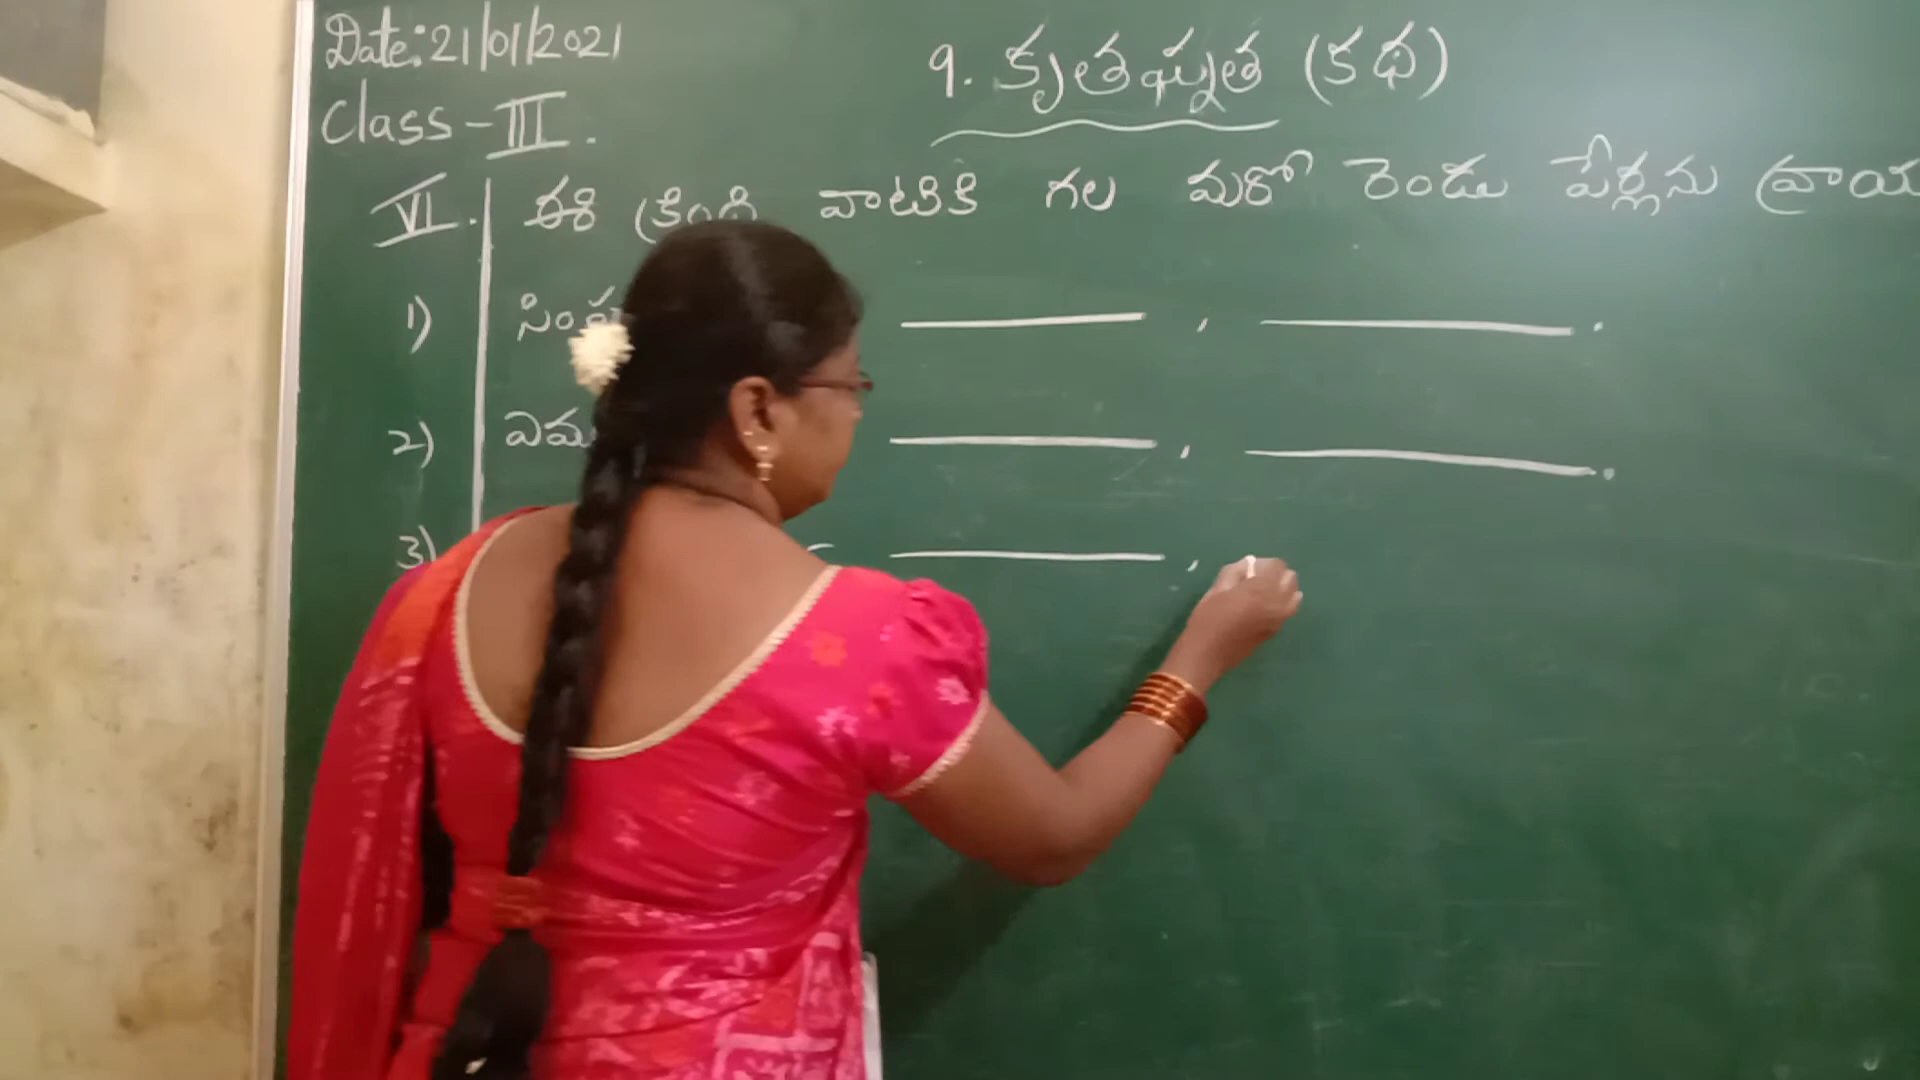 Date: 21/01/2021
9. కృతఘ్నత (కథ)
Class - III.
VI. ఈ క్రింది వాటికి గల మరో రెండు పేర్లను వ్రాయ
1) , .
2) , .
3) ,